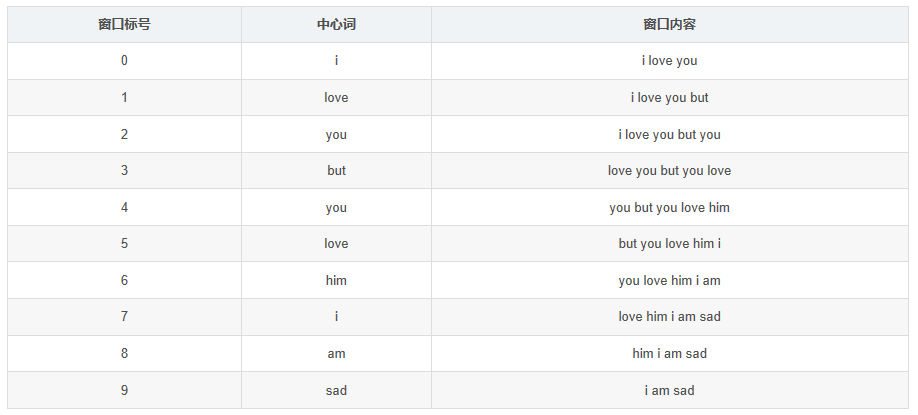 窗口标号 中心词 窗口内容
0 i i love you
1 love i love you but
2 you i love you but you
3 but love you but you love
4 you you but you love him
5 love but you love him i
6 him you love him i am
7 i love him i am sad
8 am him i am sad
9 sad i am sad